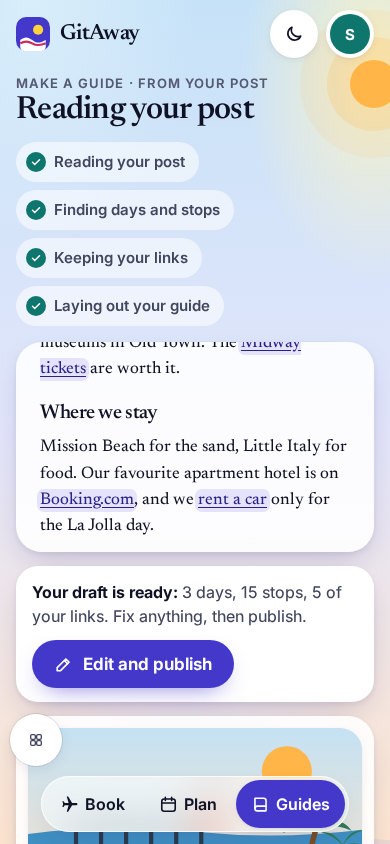 GitAway
S
MAKE A GUIDE · FROM YOUR POST
Reading your post
Reading your post
Finding days and stops
Keeping your links
Laying out your guide
museums in Old Town. The Midway
tickets are worth it.
Where we stay
Mission Beach for the sand, Little Italy for
food. Our favourite apartment hotel is on
Booking.com, and we rent a car only for
the La Jolla day.
Your draft is ready: 3 days, 15 stops, 5 of
your links. Fix anything, then publish.
Edit and publish
Book
Plan
Guides